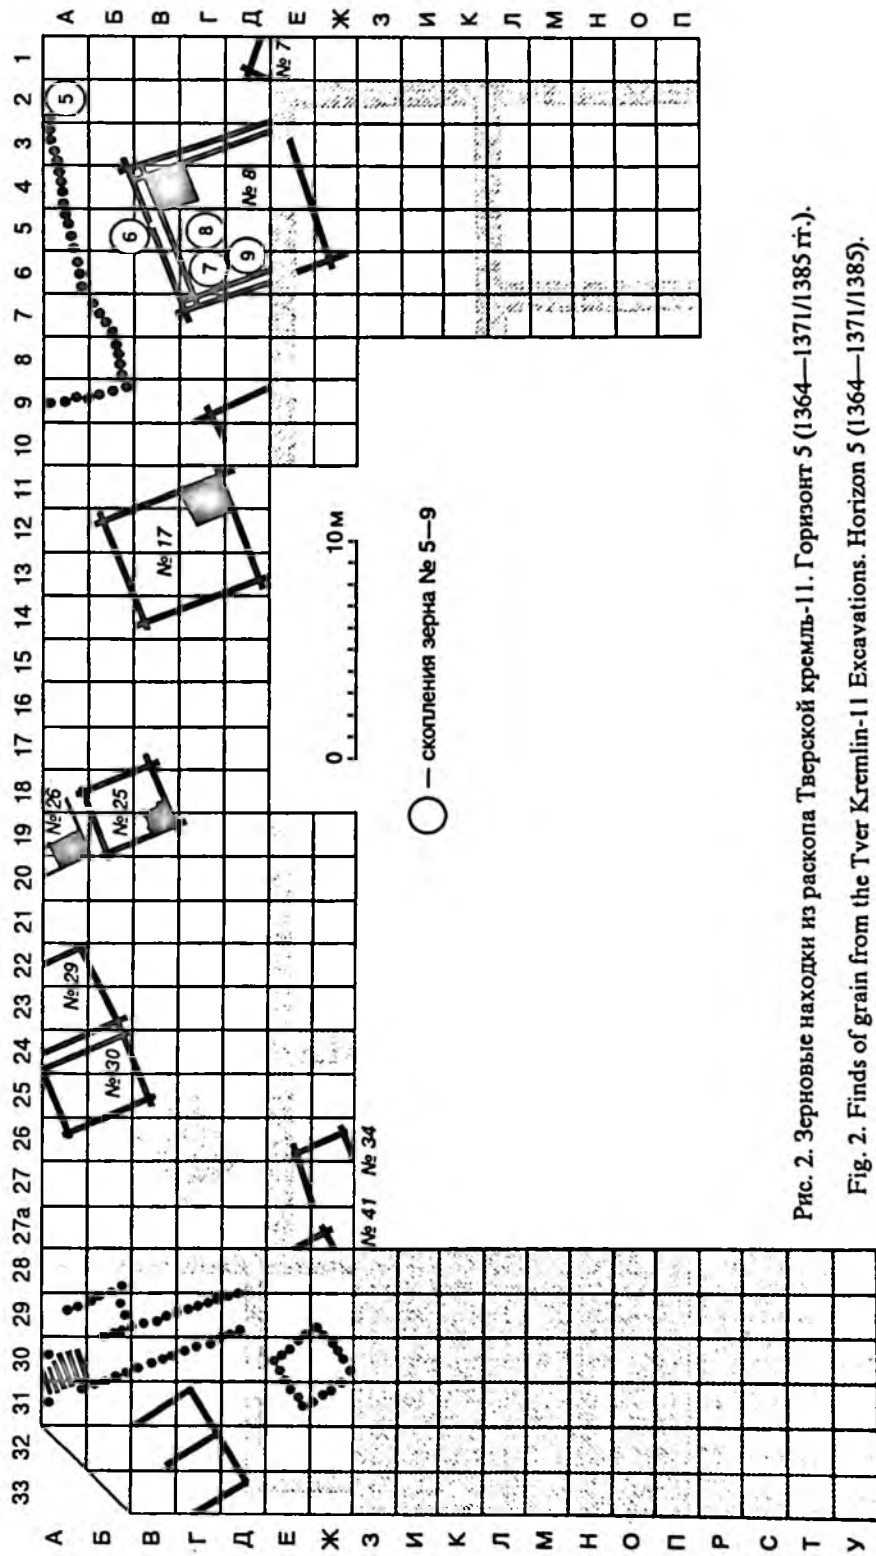 33 32 31 30 29 28 27а 27 26 25 24 23 22 21 20 19 18 17 16 15 14 13 12 11 10 9 8 7 6 5 4 3 2 1
А А
Б Б
В В
Г Г
Д Д
Е Е
Ж Ж
З З
И И
К К
Л Л
М М
Н Н
О О
П П
Р
С
Т
У
№ 26
5
№ 29
№ 30
№ 25
6
№ 17
7
8
9
№ 8
№ 7
№ 41
№ 34
0 10 м
— скопления зерна № 5—9
Рис. 2. Зерновые находки из раскопа Тверской кремль-11. Горизонт 5 (1364—1371/1385 гг.).
Fig. 2. Finds of grain from the Tver Kremlin-11 Excavations. Horizon 5 (1364—1371/1385).